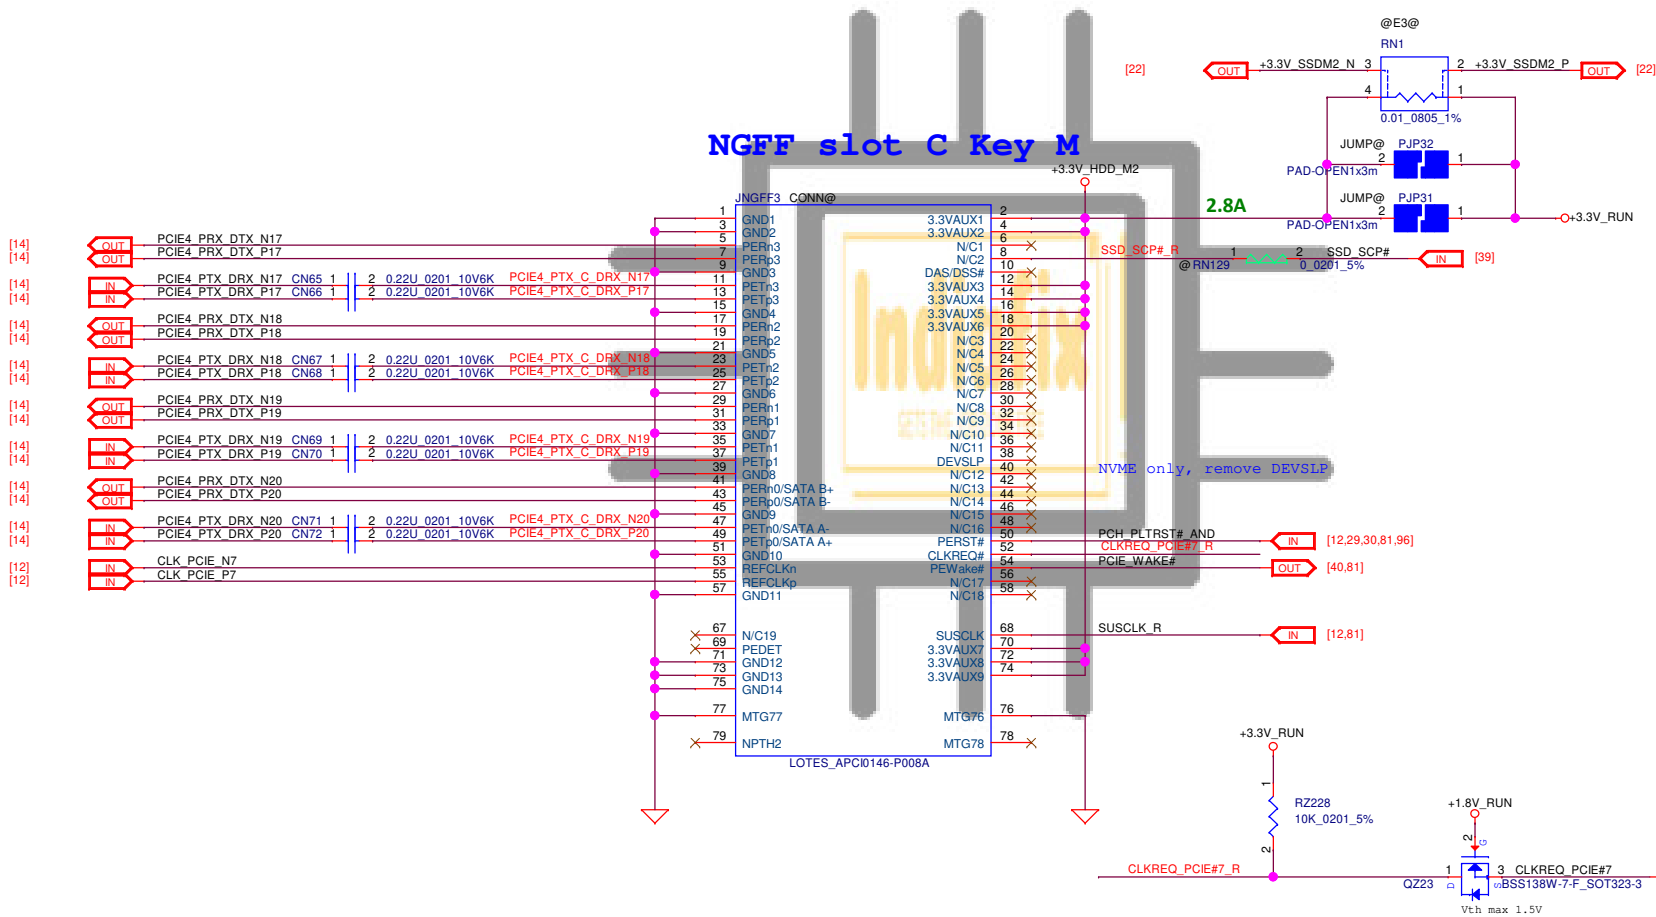 @E3@
RN1
[22] OUT +3.3V_SSDM2_N 3 2 +3.3V_SSDM2_P OUT [22]
4 1
0.01_0805_1%
NGFF slot C Key M
JUMP@ PJP32
2 1
PAD-OPEN1x3m
+3.3V_HDD_M2
JUMP@ PJP31
2.8A 2 1 +3.3V_RUN
PAD-OPEN1x3m
JNGFF3 CONN@
1 GND1 3.3VAUX1 2
3 GND2 3.3VAUX2 4
[14] OUT PCIE4_PRX_DTX_N17 5 PERn3 N/C1 6
[14] OUT PCIE4_PRX_DTX_P17 7 PERp3 N/C2 8 SSD_SCP#_R 1 2 SSD_SCP# IN [39]
@ RN129 0_0201_5%
9 GND3 DAS/DSS# 10
[14] IN PCIE4_PTX_DRX_N17 CN65 1 2 0.22U_0201_10V6K PCIE4_PTX_C_DRX_N17 11 PETn3 3.3VAUX3 12
[14] IN PCIE4_PTX_DRX_P17 CN66 1 2 0.22U_0201_10V6K PCIE4_PTX_C_DRX_P17 13 PETp3 3.3VAUX4 14
15 GND4 3.3VAUX5 16
[14] OUT PCIE4_PRX_DTX_N18 17 PERn2 3.3VAUX6 18
[14] OUT PCIE4_PRX_DTX_P18 19 PERp2 N/C3 20
21 GND5 N/C4 22
[14] IN PCIE4_PTX_DRX_N18 CN67 1 2 0.22U_0201_10V6K PCIE4_PTX_C_DRX_N18 23 PETn2 N/C5 24
[14] IN PCIE4_PTX_DRX_P18 CN68 1 2 0.22U_0201_10V6K PCIE4_PTX_C_DRX_P18 25 PETp2 N/C6 26
27 GND6 N/C7 28
[14] OUT PCIE4_PRX_DTX_N19 29 PERn1 N/C8 30
[14] OUT PCIE4_PRX_DTX_P19 31 PERp1 N/C9 32
33 GND7 N/C10 34
[14] IN PCIE4_PTX_DRX_N19 CN69 1 2 0.22U_0201_10V6K PCIE4_PTX_C_DRX_N19 35 PETn1 N/C11 36
[14] IN PCIE4_PTX_DRX_P19 CN70 1 2 0.22U_0201_10V6K PCIE4_PTX_C_DRX_P19 37 PETp1 DEVSLP 38
NVME only, remove DEVSLP
39 GND8 N/C12 40
[14] OUT PCIE4_PRX_DTX_N20 41 PERn0/SATA B+ N/C13 42
[14] OUT PCIE4_PRX_DTX_P20 43 PERp0/SATA B- N/C14 44
45 GND9 N/C15 46
[14] IN PCIE4_PTX_DRX_N20 CN71 1 2 0.22U_0201_10V6K PCIE4_PTX_C_DRX_N20 47 PETn0/SATA A- N/C16 48
[14] IN PCIE4_PTX_DRX_P20 CN72 1 2 0.22U_0201_10V6K PCIE4_PTX_C_DRX_P20 49 PETp0/SATA A+ PERST# 50 PCH_PLTRST#_AND IN [12,29,30,81,96]
51 GND10 CLKREQ# 52 CLKREQ_PCIE#7_R
[12] IN CLK_PCIE_N7 53 REFCLKn PEWake# 54 PCIE_WAKE# OUT [40,81]
[12] IN CLK_PCIE_P7 55 REFCLKp N/C17 56
57 GND11 N/C18 58
67 N/C19 SUSCLK 68 SUSCLK_R IN [12,81]
69 PEDET 3.3VAUX7 70
71 GND12 3.3VAUX8 72
73 GND13 3.3VAUX9 74
75 GND14
77 MTG77 MTG76 76
79 NPTH2 MTG78 78
LOTES_APCI0146-P008A
+3.3V_RUN
1
RZ228
10K_0201_5%
2
+1.8V_RUN
2 G
CLKREQ_PCIE#7_R 1 3 CLKREQ_PCIE#7
QZ23 D S BSS138W-7-F_SOT323-3
Vth max 1.5V